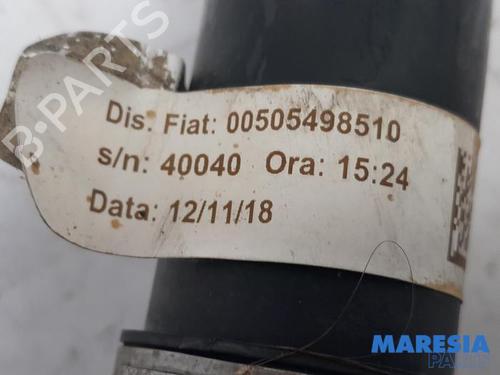 Dis. Fiat: 00505498510
s/n: 40040 Ora: 15:24
Data: 12/11/18
B-PARTS
MARESIA
PARTS